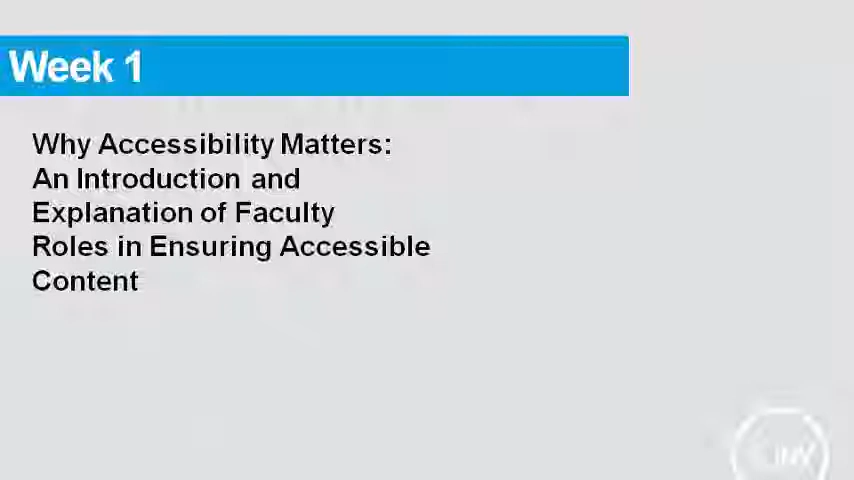 Week 1
Why Accessibility Matters:
An Introduction and
Explanation of Faculty
Roles in Ensuring Accessible
Content